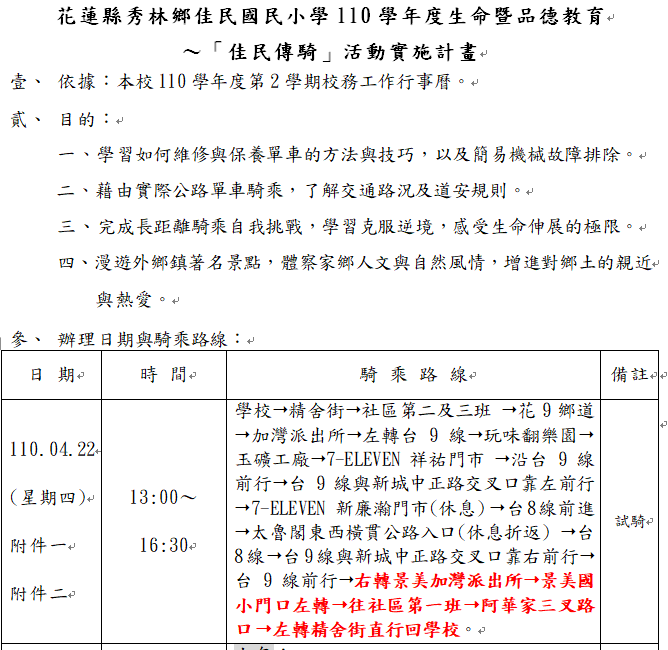 花蓮縣秀林鄉佳民國民小學110學年度生命暨品德教育
～「佳民傳騎」活動實施計畫
壹、 依據：本校110學年度第2學期校務工作行事曆。
貳、 目的：
一、學習如何維修與保養單車的方法與技巧，以及簡易機械故障排除。
二、藉由實際公路單車騎乘，了解交通路況及道安規則。
三、完成長距離騎乘自我挑戰，學習克服逆境，感受生命伸展的極限。
四、漫遊外鄉鎮著名景點，體察家鄉人文與自然風情，增進對鄉土的親近
與熱愛。
參、 辦理日期與騎乘路線：
日 期 時 間 騎 乘 路 線 備註
110.04.22
(星期四)
附件一
附件二
13:00～
16:30
學校→精舍街→社區第二及三班 →花9鄉道
→加灣派出所→左轉台 9 線→玩味翻樂園→
玉礦工廠→7-ELEVEN 祥祐門市 →沿台 9 線
前行→台 9 線與新城中正路交叉口靠左前行
→7-ELEVEN 新廉瀚門市(休息)→台8線前進
→太魯閣東西橫貫公路入口(休息折返) →台
8線→台9線與新城中正路交叉口靠右前行→
台 9 線前行→右轉景美加灣派出所→景美國
小門口左轉→往社區第一班→阿華家三叉路
口→左轉精舍街直行回學校。
試騎